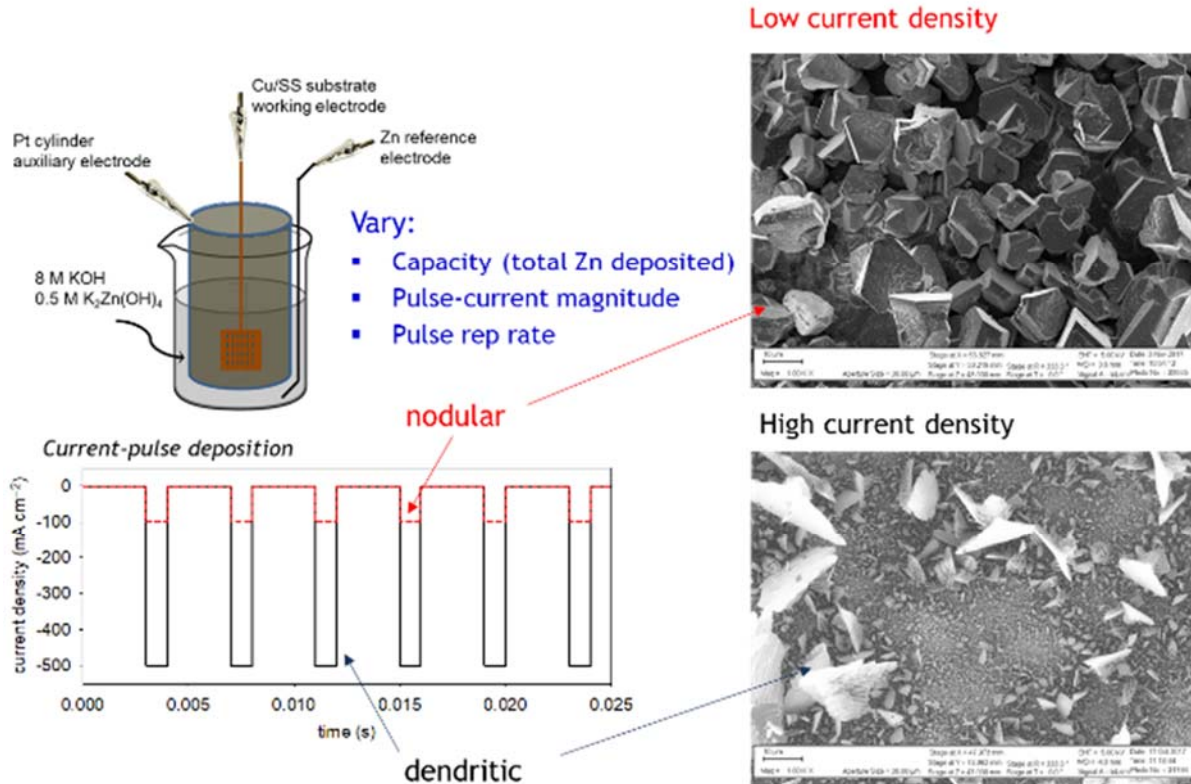 Low current density
Cu/SS substrate
working electrode
Pt cylinder
auxiliary electrode
Zn reference
electrode
8 M KOH
0.5 M K₂Zn(OH)₄
Vary:
▪ Capacity (total Zn deposited)
▪ Pulse-current magnitude
▪ Pulse rep rate
nodular
High current density
Current-pulse deposition
current density (mA cm⁻²)
0
-100
-200
-300
-400
-500
0.000 0.005 0.010 0.015 0.020 0.025
time (s)
dendritic